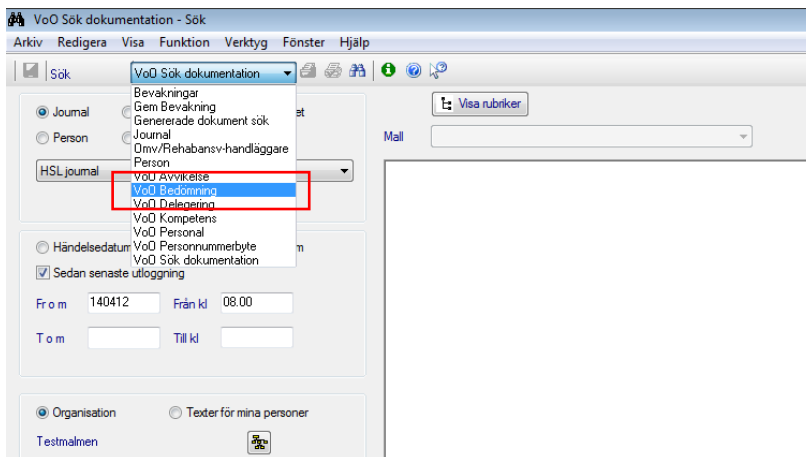 VoO Sök dokumentation - Sök
Arkiv Redigera Visa Funktion Verktyg Fönster Hjälp
Sök VoO Sök dokumentation
Bevakningar
Gem Bevakning
Genererade dokument sök
Journal
Omv/Rehabansv-handläggare
Person
VoO Avvikelse
VoO Bedömning
VoO Delegering
VoO Kompetens
VoO Personal
VoO Personnummerbyte
VoO Sök dokumentation
Journal
Person
HSL journal
Visa rubriker
Mall
Händelsedatum
Sedan senaste utloggning
Fr o m 140412 Från kl 08.00
T o m Till kl
Organisation Texter för mina personer
Testmalmen